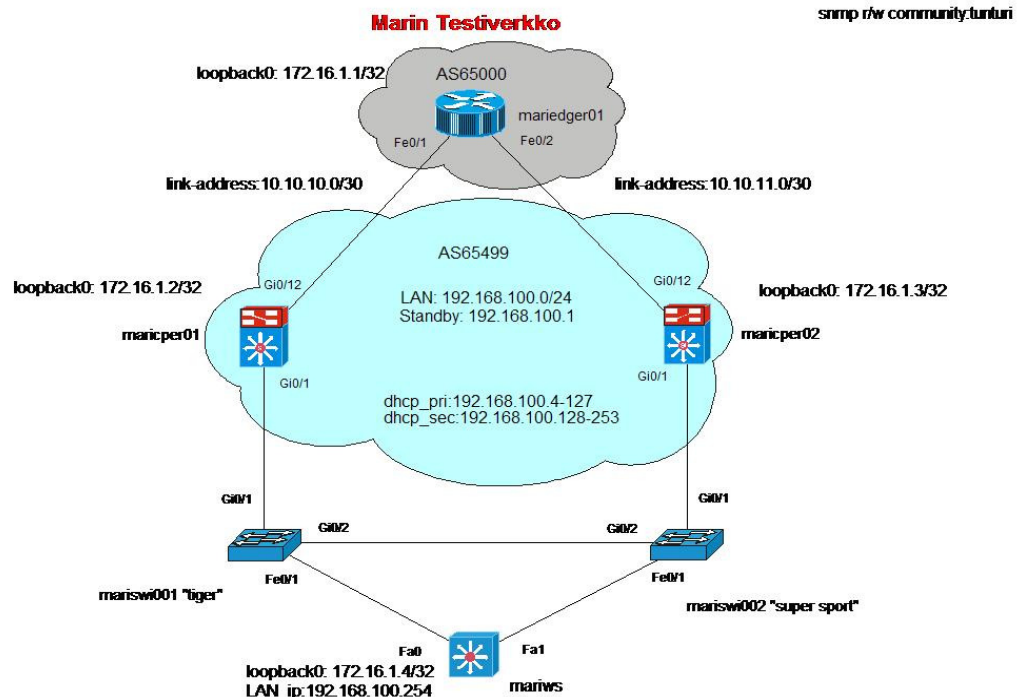 snmp r/w community:tunturi
Marin Testiverkko
loopback0: 172.16.1.1/32
AS65000
mariedger01
Fe0/1
Fe0/2
link-address:10.10.10.0/30
link-address:10.10.11.0/30
AS65499
loopback0: 172.16.1.2/32
Gi0/12
Gi0/12
loopback0: 172.16.1.3/32
LAN: 192.168.100.0/24
Standby: 192.168.100.1
maricper01
maricper02
Gi0/1
Gi0/1
dhcp_pri:192.168.100.4-127
dhcp_sec:192.168.100.128-253
Gi0/1
Gi0/1
Gi0/2
Gi0/2
Fe0/1
Fe0/1
mariswi001 "tiger"
mariswi002 "super sport"
Fa0
Fa1
loopback0: 172.16.1.4/32
LAN_ip:192.168.100.254
mariws